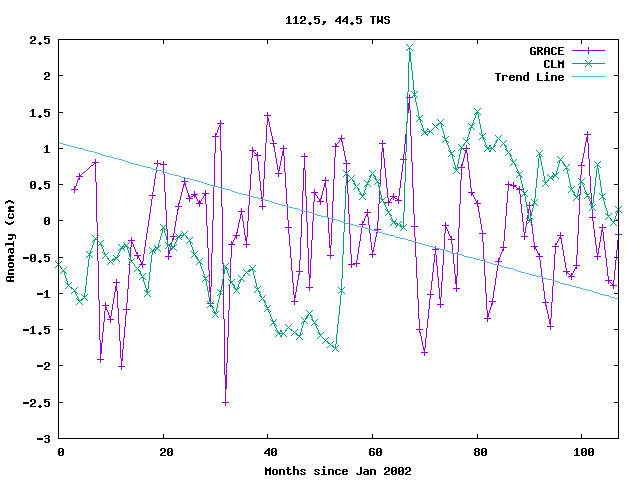 112.5, 44.5 TWS
GRACE
CLM
Trend Line
2.5
2
1.5
1
0.5
0
-0.5
-1
-1.5
-2
-2.5
-3
Anomaly (cm)
0 20 40 60 80 100
Months since Jan 2002